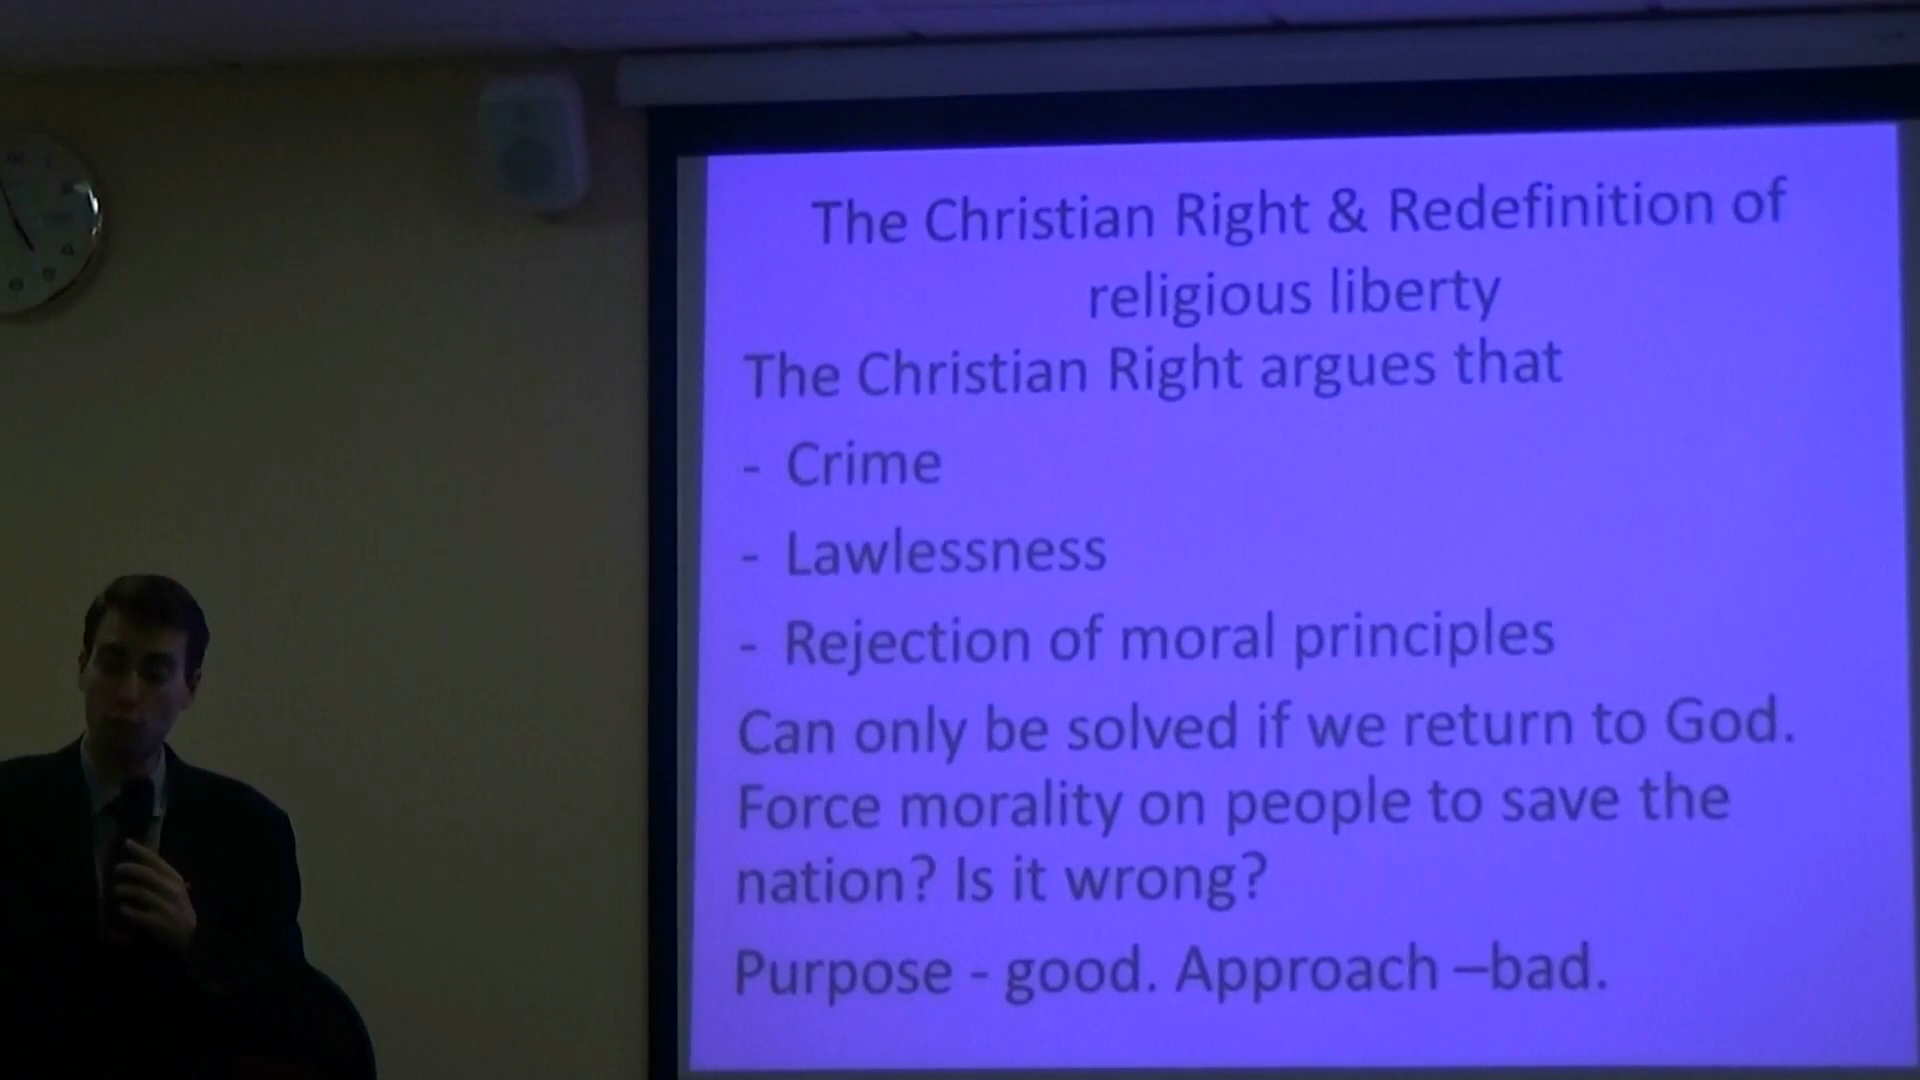 The Christian Right & Redefinition of
religious liberty
The Christian Right argues that
- Crime
- Lawlessness
- Rejection of moral principles
Can only be solved if we return to God.
Force morality on people to save the
nation? Is it wrong?
Purpose - good. Approach –bad.